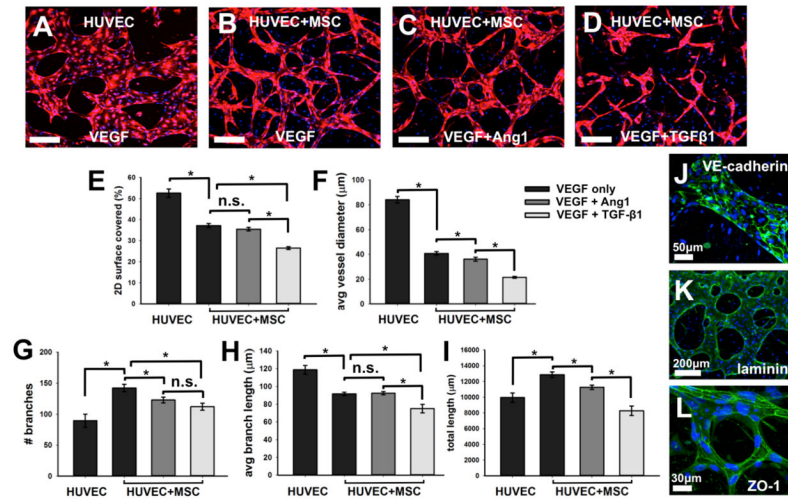 A
HUVEC
VEGF
B
HUVEC+MSC
VEGF
C
HUVEC+MSC
VEGF+Ang1
D
HUVEC+MSC
VEGF+TGFβ1
E
2D surface covered (%)
60
50
40
30
20
10
0
*
*
n.s.
*
HUVEC
HUVEC+MSC
F
avg vessel diameter (µm)
100
80
60
40
20
0
*
*
*
HUVEC
HUVEC+MSC
VEGF only
VEGF + Ang1
VEGF + TGF-β1
G
# branches
200
150
100
50
0
*
*
*
n.s.
HUVEC
HUVEC+MSC
H
avg branch length (µm)
140
120
100
80
60
40
20
0
*
*
n.s.
*
HUVEC
HUVEC+MSC
I
total length (µm)
16000
14000
12000
10000
8000
6000
4000
2000
0
*
*
*
HUVEC
HUVEC+MSC
J
VE-cadherin
50µm
K
200µm
laminin
L
30µm
ZO-1